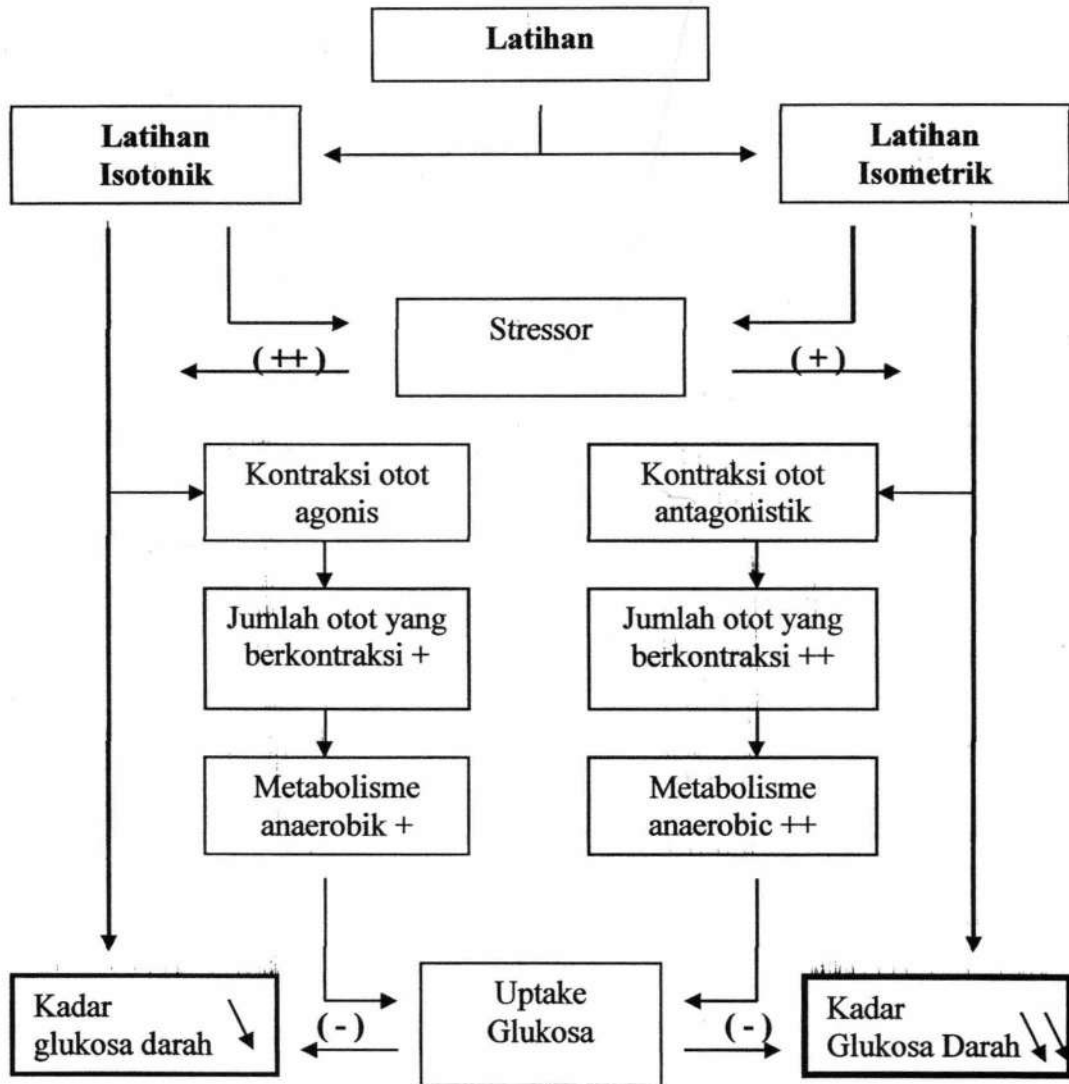 Latihan
Latihan
Isotonik
Latihan
Isometrik
Stressor
( ++ )
( + )
Kontraksi otot
agonis
Kontraksi otot
antagonistik
Jumlah otot yang
berkontraksi +
Jumlah otot yang
berkontraksi ++
Metabolisme
anaerobik +
Metabolisme
anaerobic ++
Kadar
glukosa darah
( - )
Uptake
Glukosa
( - )
Kadar
Glukosa Darah